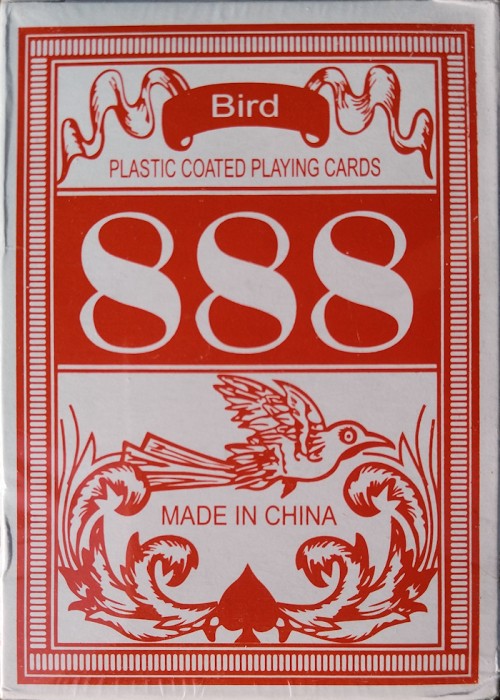 Bird
PLASTIC COATED PLAYING CARDS
888
MADE IN CHINA